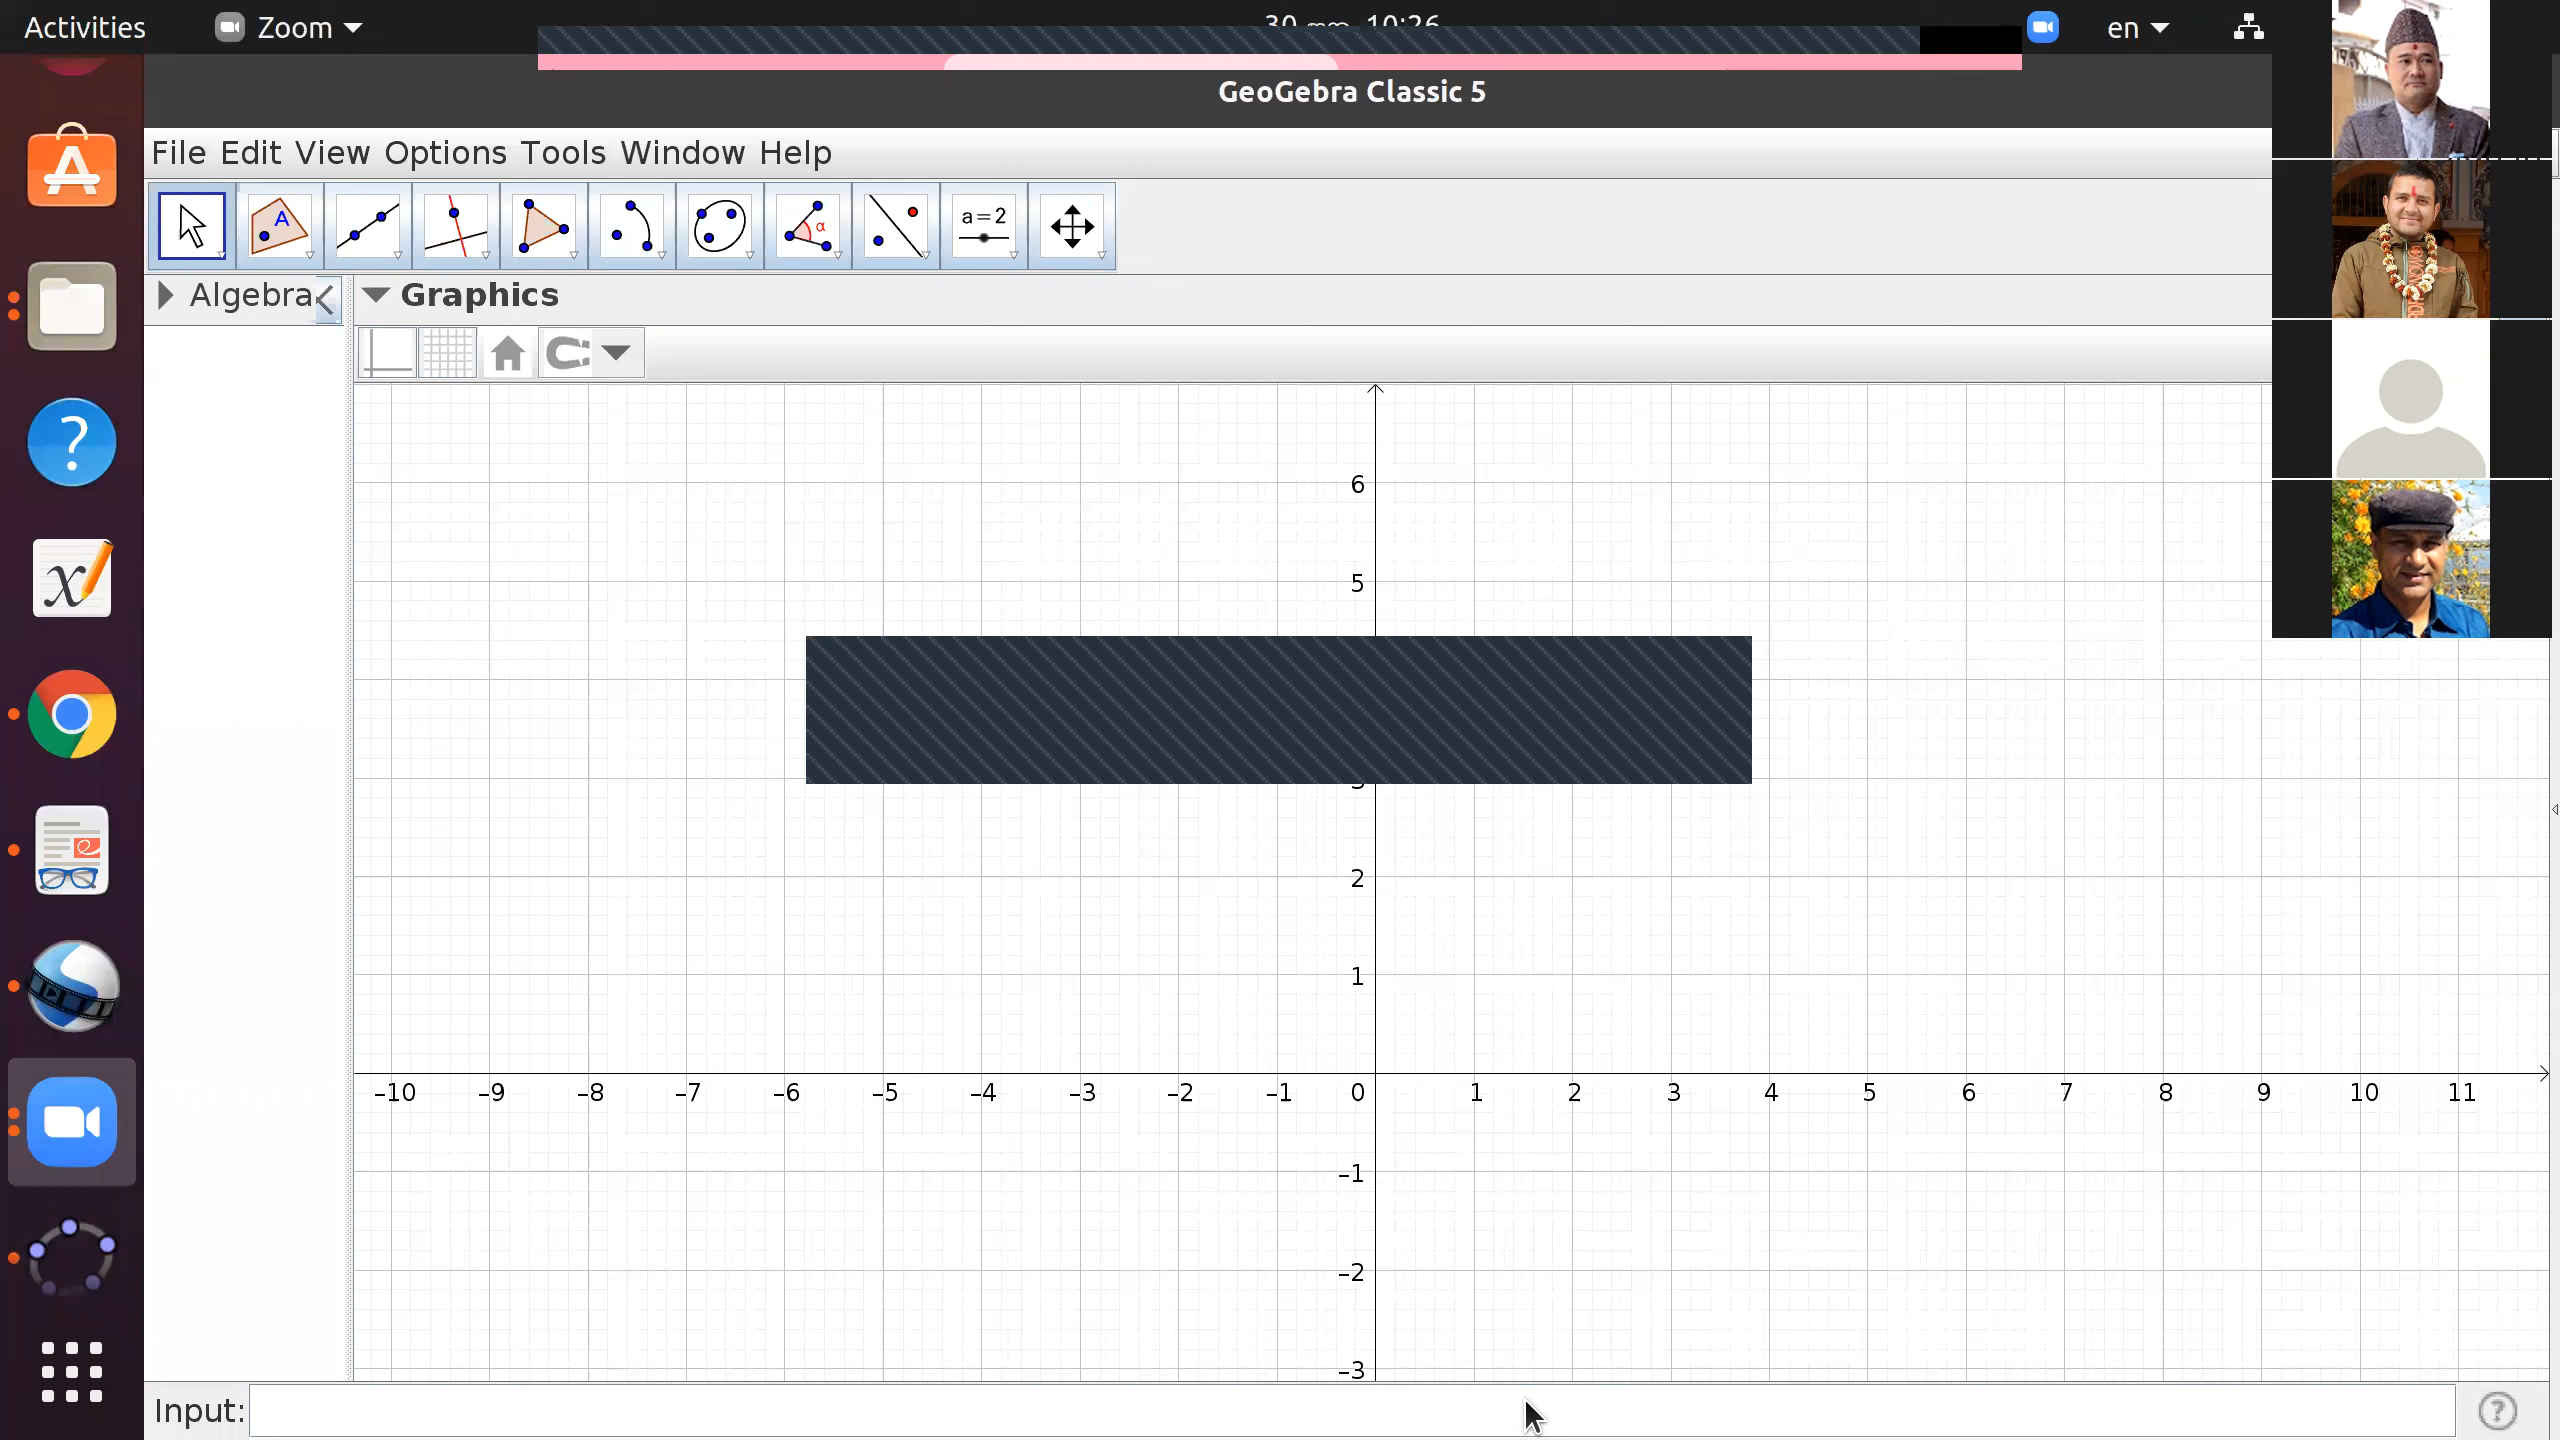 Activities Zoom 10:26 en
GeoGebra Classic 5
File Edit View Options Tools Window Help
A α a=2
Algebra Graphics
6
5
2
1
-10 -9 -8 -7 -6 -5 -4 -3 -2 -1 0 1 2 3 4 5 6 7 8 9 10 11
-1
-2
-3
Input: